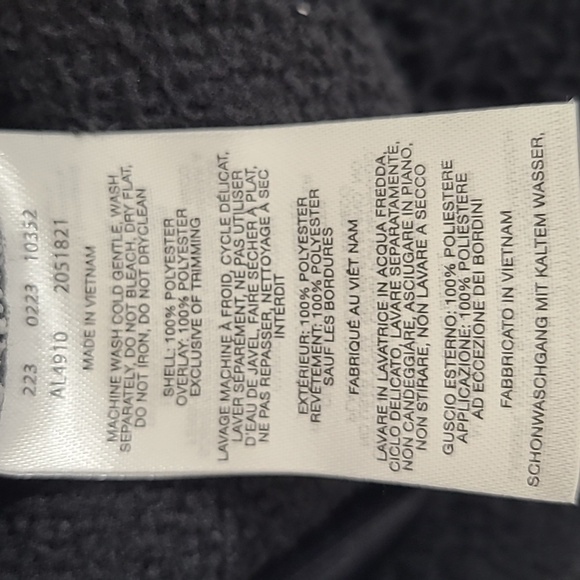 223 0223 10352
AL4910 2051821
MADE IN VIETNAM
MACHINE WASH COLD GENTLE, WASH
SEPARATELY, DO NOT BLEACH, DRY FLAT,
DO NOT IRON, DO NOT DRYCLEAN
SHELL: 100% POLYESTER
OVERLAY: 100% POLYESTER
EXCLUSIVE OF TRIMMING
LAVAGE MACHINE À FROID, CYCLE DÉLICAT,
LAVER SÉPARÉMENT, NE PAS UTILISER
D'EAU DE JAVEL, FAIRE SÉCHER À PLAT,
NE PAS REPASSER, NETTOYAGE À SEC
INTERDIT
EXTÉRIEUR: 100% POLYESTER
REVÊTEMENT: 100% POLYESTER
SAUF LES BORDURES
FABRIQUÉ AU VIÊT NAM
LAVARE IN LAVATRICE IN ACQUA FREDDA,
CICLO DELICATO, LAVARE SEPARATAMENTE,
NON CANDEGGIARE, ASCIUGARE IN PIANO,
NON STIRARE, NON LAVARE A SECCO
GUSCIO ESTERNO: 100% POLIESTERE
APPLICAZIONE: 100% POLIESTERE
AD ECCEZIONE DEI BORDINI
FABBRICATO IN VIETNAM
SCHONWASCHGANG MIT KALTEM WASSER,